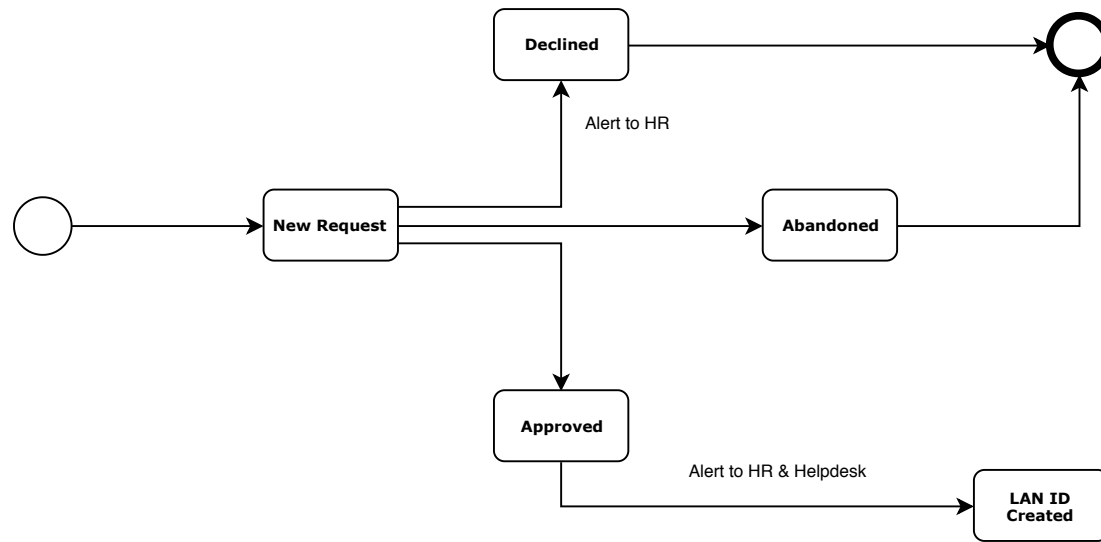 Declined
Alert to HR
New Request
Abandoned
Approved
Alert to HR & Helpdesk
LAN ID
Created